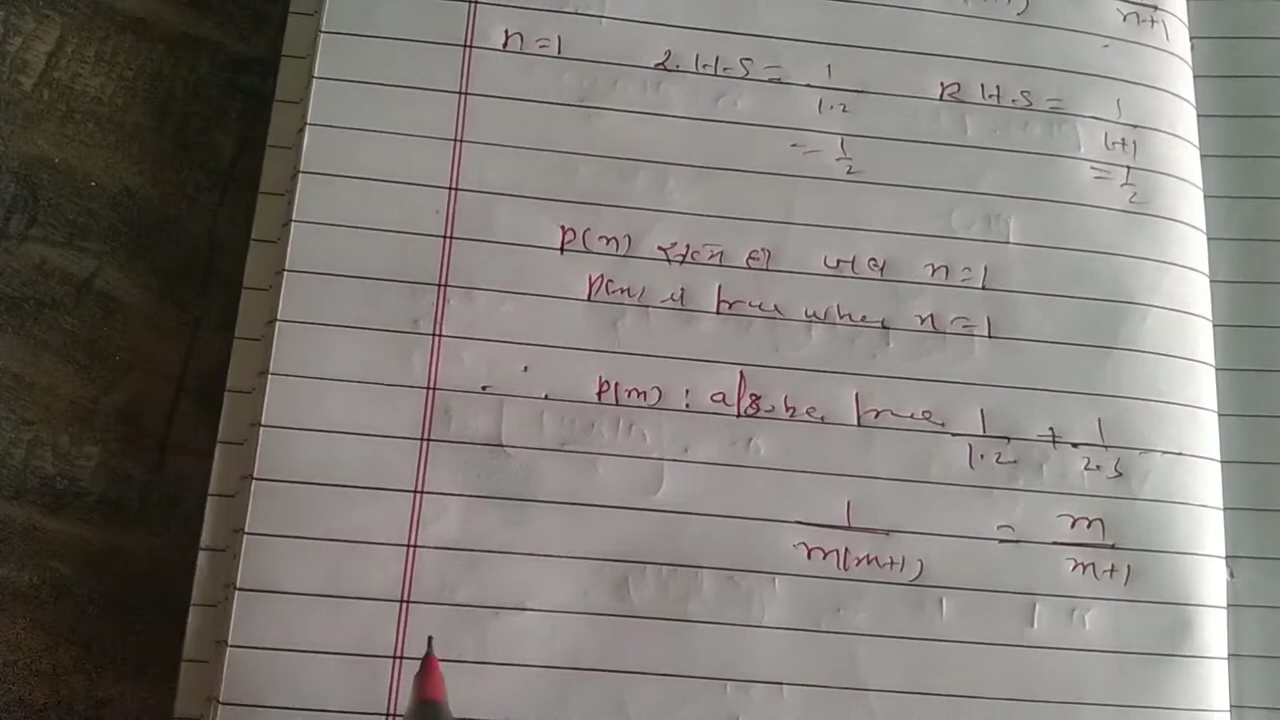 n+1
n=1 L.H.S = 1/1.2 R.H.S = 1/1+1
= 1/2 = 1/2
P(n) सत्य है जब n=1
P(n) is true when n=1
∴ P(m) : also be true 1/1.2 + 1/2.3
1/m(m+1) = m/m+1